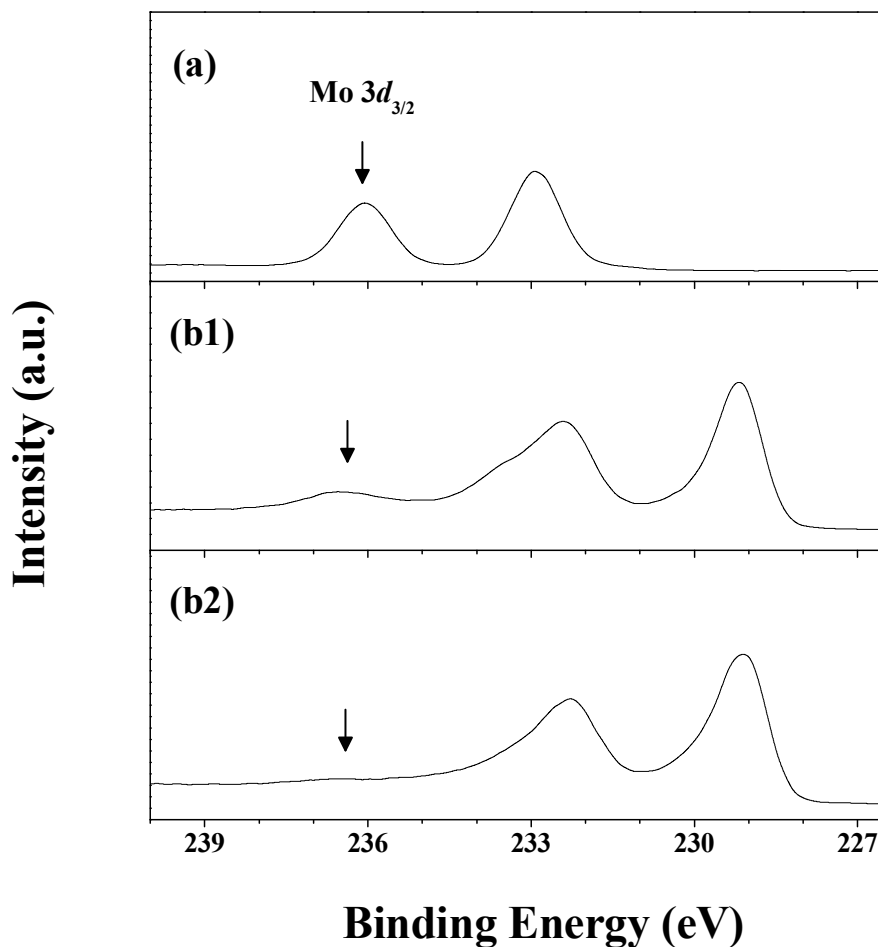 (a)
Mo 3d3/2
(b1)
(b2)
Intensity (a.u.)
239 236 233 230 227
Binding Energy (eV)